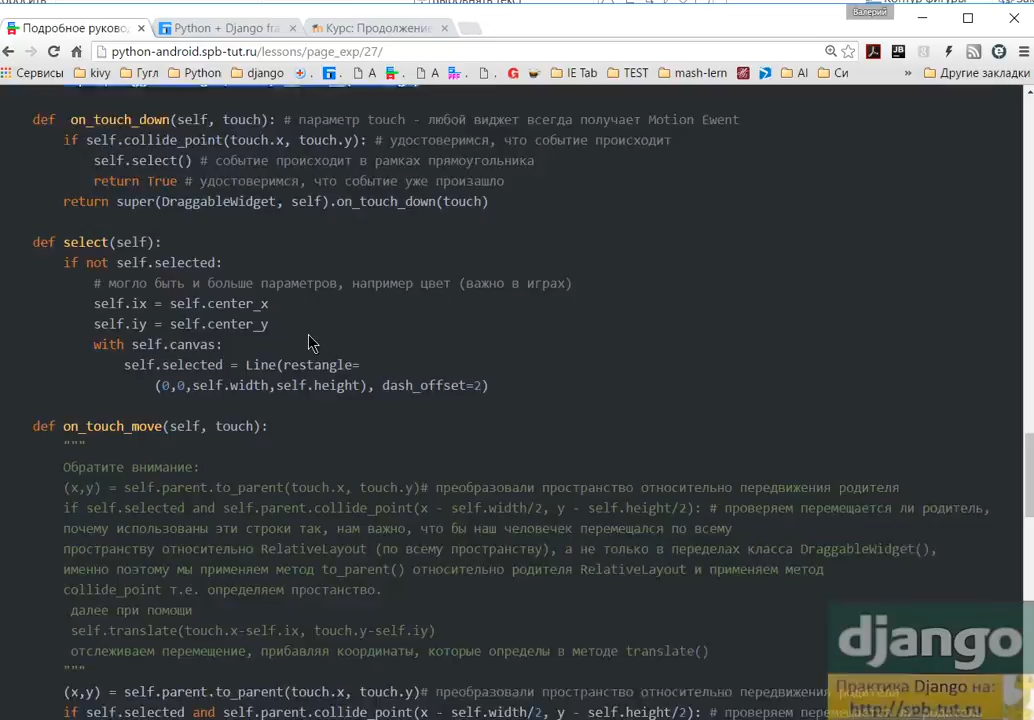 Валерий
Подробное руково,
Python + Django fra
Курс: Продолжение
python-android.spb-tut.ru/lessons/page_exp/27/
Сервисы kivy Гугл Python django A A IE Tab TEST mash-lern AI Си » Другие закладки
def on_touch_down(self, touch): # параметр touch - любой виджет всегда получает Motion Ewent
if self.collide_point(touch.x, touch.y): # удостоверимся, что событие происходит
self.select() # событие происходит в рамках прямоугольника
return True # удостоверимся, что событие уже произашло
return super(DraggableWidget, self).on_touch_down(touch)
def select(self):
if not self.selected:
# могло быть и больше параметров, например цвет (важно в играх)
self.ix = self.center_x
self.iy = self.center_y
with self.canvas:
self.selected = Line(restangle=
(0,0,self.width,self.height), dash_offset=2)
def on_touch_move(self, touch):
"""
Обратите внимание:
(x,y) = self.parent.to_parent(touch.x, touch.y)# преобразовали пространство относительно передвижения родителя
if self.selected and self.parent.collide_point(x - self.width/2, y - self.height/2): # проверяем перемещается ли родитель,
почему использованы эти строки так, нам важно, что бы наш человечек перемещался по всему
пространству относительно RelativeLayout (по всему пространству), а не только в переделах класса DraggableWidget(),
именно поэтому мы применяем метод to_parent() относительно родителя RelativeLayout и применяем метод
collide_point т.е. определяем простанство.
далее при помощи
self.translate(touch.x-self.ix, touch.y-self.iy)
отслеживаем перемещение, прибавляя координаты, которые определы в методе translate()
"""
(x,y) = self.parent.to_parent(touch.x, touch.y)# преобразовали пространство относительно передвижения родителя
if self.selected and self.parent.collide_point(x - self.width/2, y - self.height/2): # проверяем
django
Практика Django на:
http://spb-tut.ru